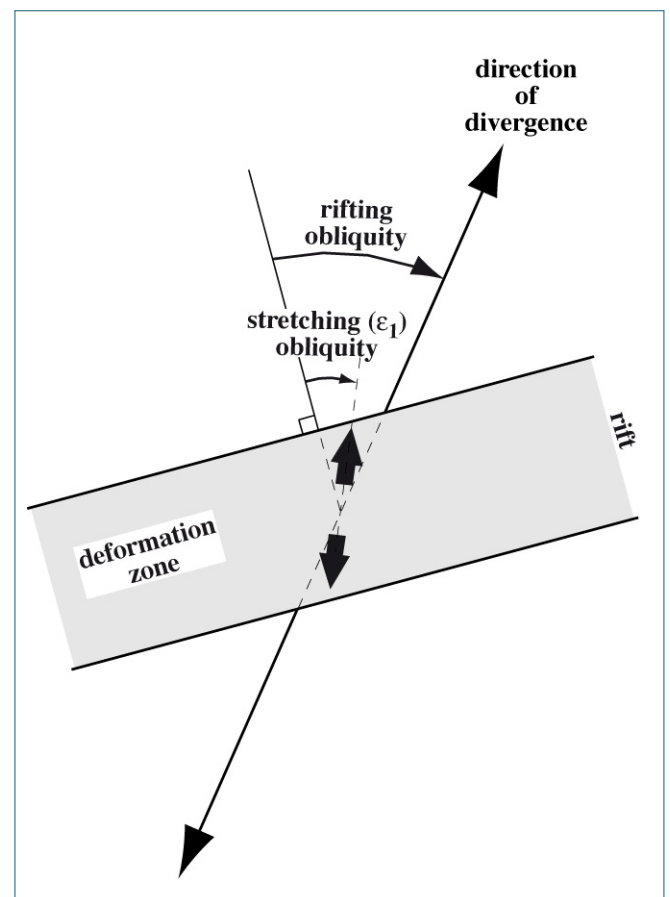 direction
of
divergence
rifting
obliquity
stretching (ε₁)
obliquity
rift
deformation
zone